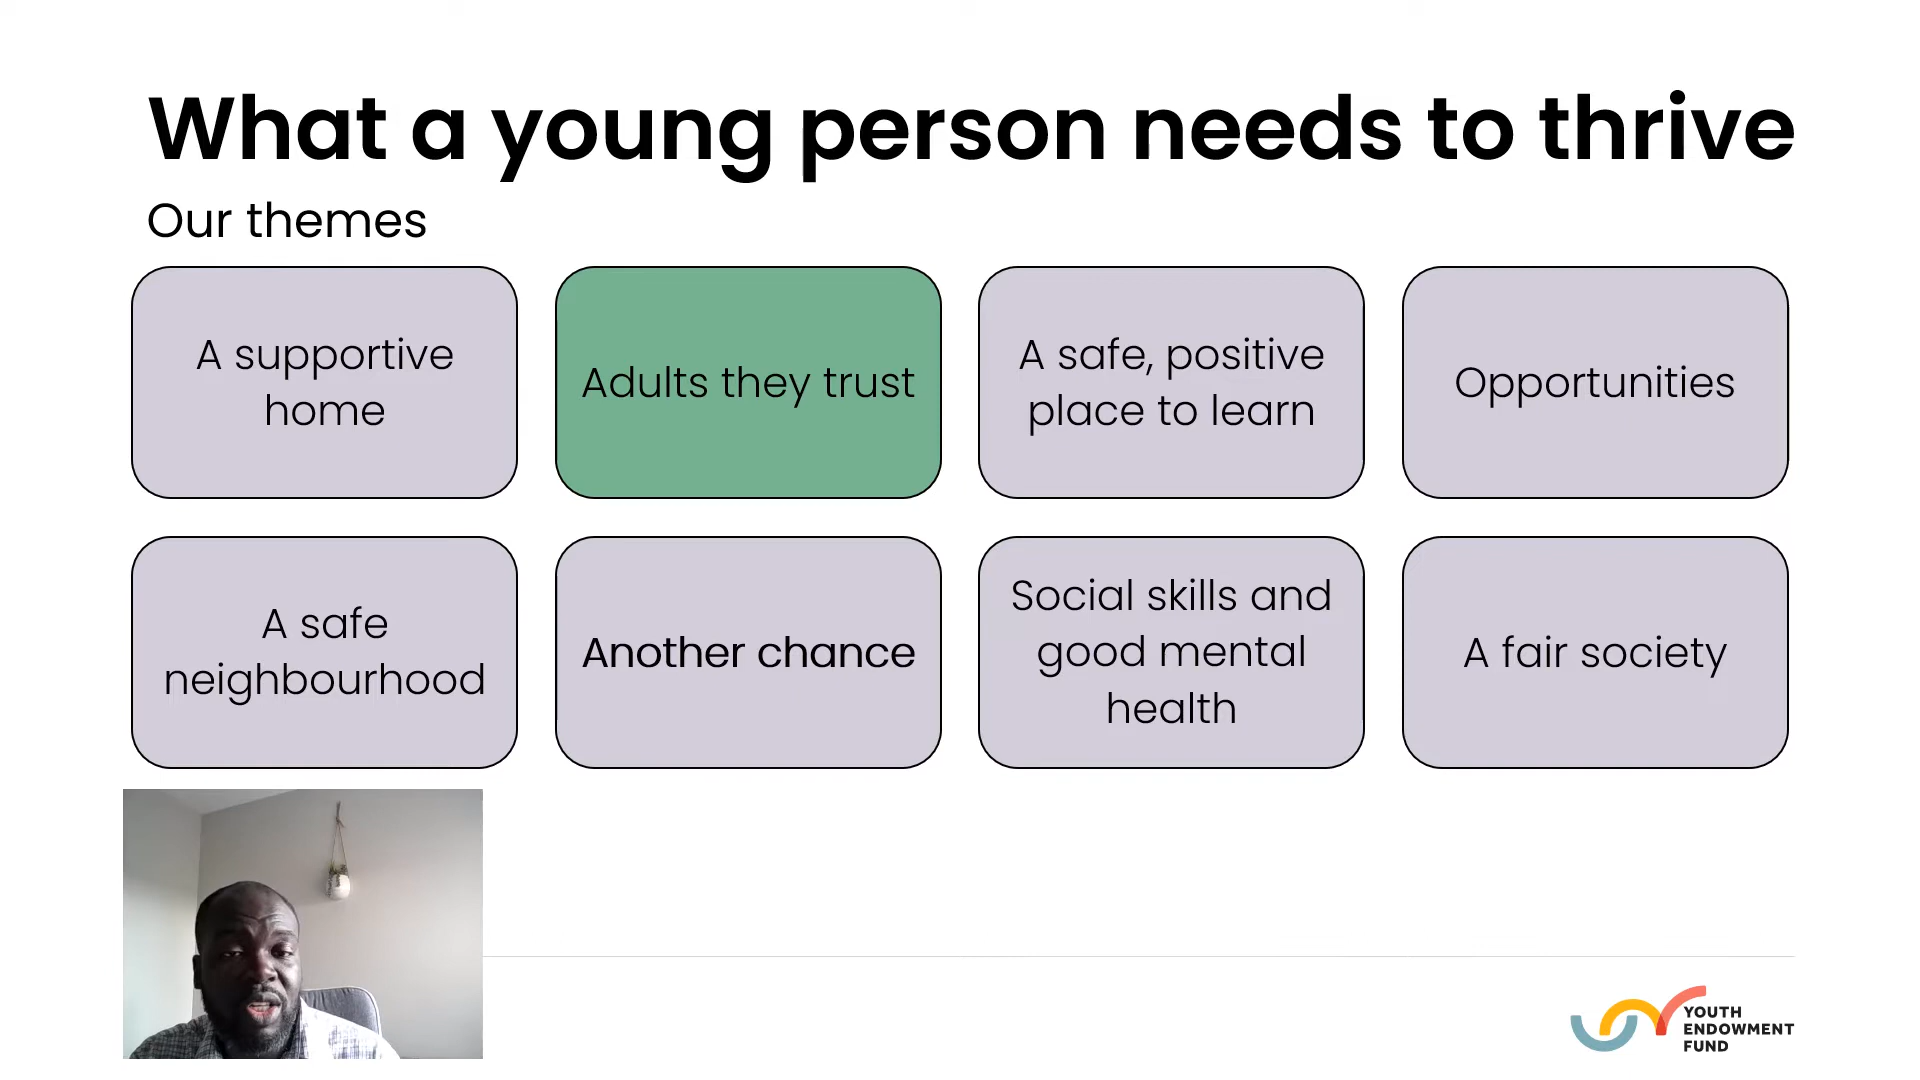 What a young person needs to thrive
Our themes
A supportive
home
Adults they trust
A safe, positive
place to learn
Opportunities
A safe
neighbourhood
Another chance
Social skills and
good mental
health
A fair society
YOUTH
ENDOWMENT
FUND